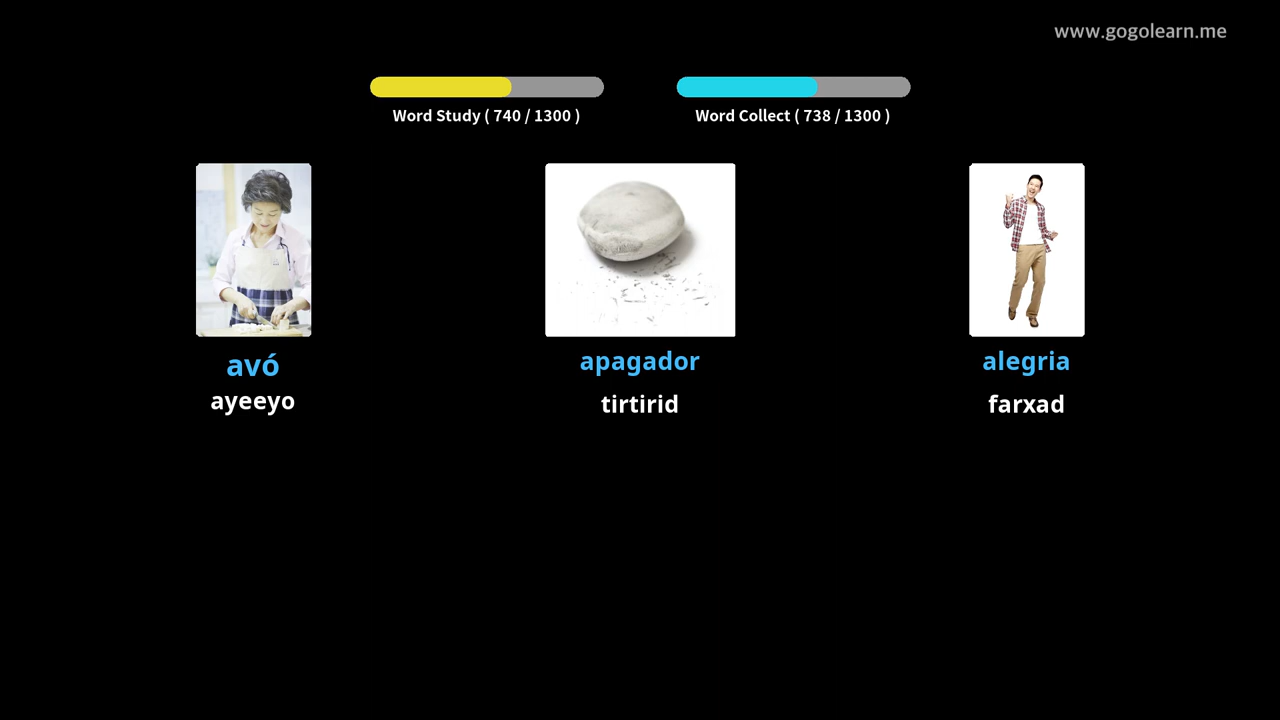 www.gogolearn.me
Word Study ( 740 / 1300 )
Word Collect ( 738 / 1300 )
avó
apagador
alegria
ayeeyo
tirtirid
farxad